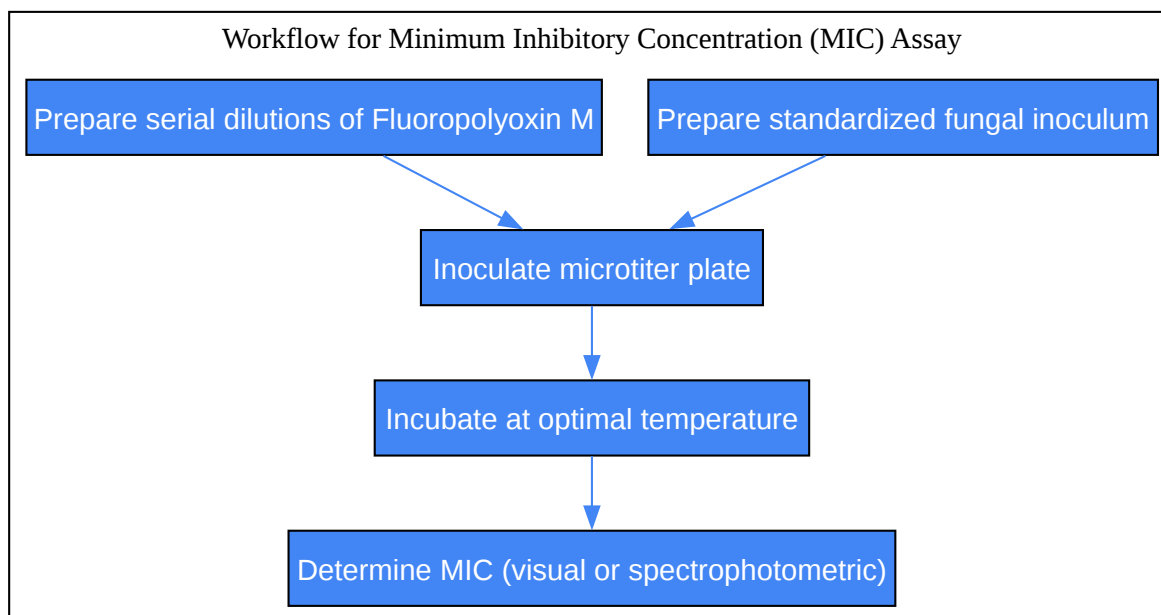 Workflow for Minimum Inhibitory Concentration (MIC) Assay
Prepare serial dilutions of Fluoropolyoxin M
Prepare standardized fungal inoculum
Inoculate microtiter plate
Incubate at optimal temperature
Determine MIC (visual or spectrophotometric)